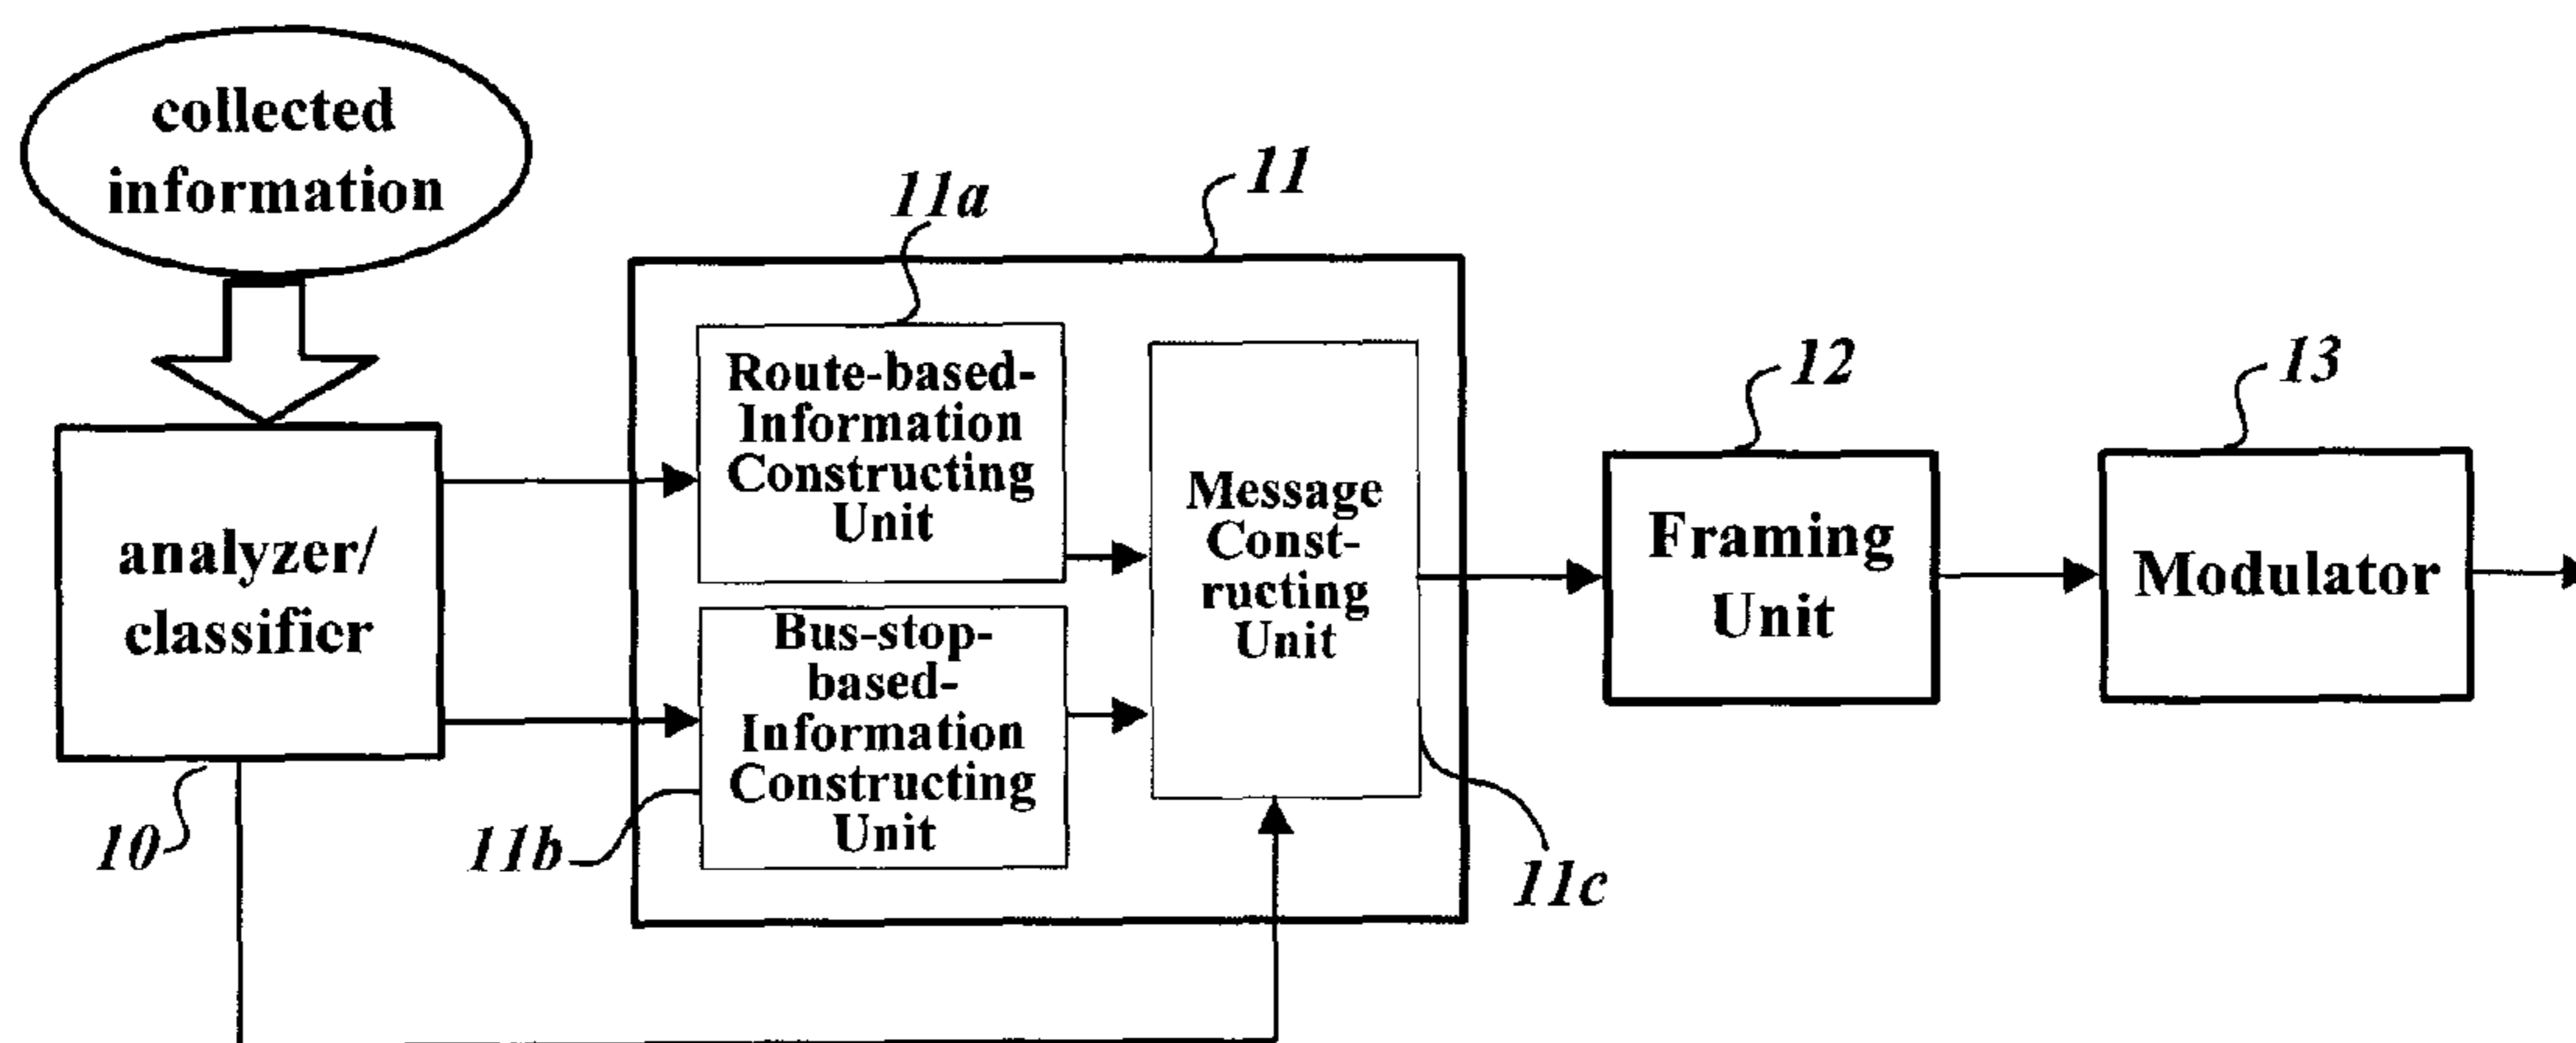 collected
information
11
11a
Route-based-
Information
Constructing
Unit
12
13
analyzer/
classifier
Message
Const-
ructing
Unit
Framing
Unit
Modulator
Bus-stop-
based-
Information
Constructing
Unit
10
11b
11c